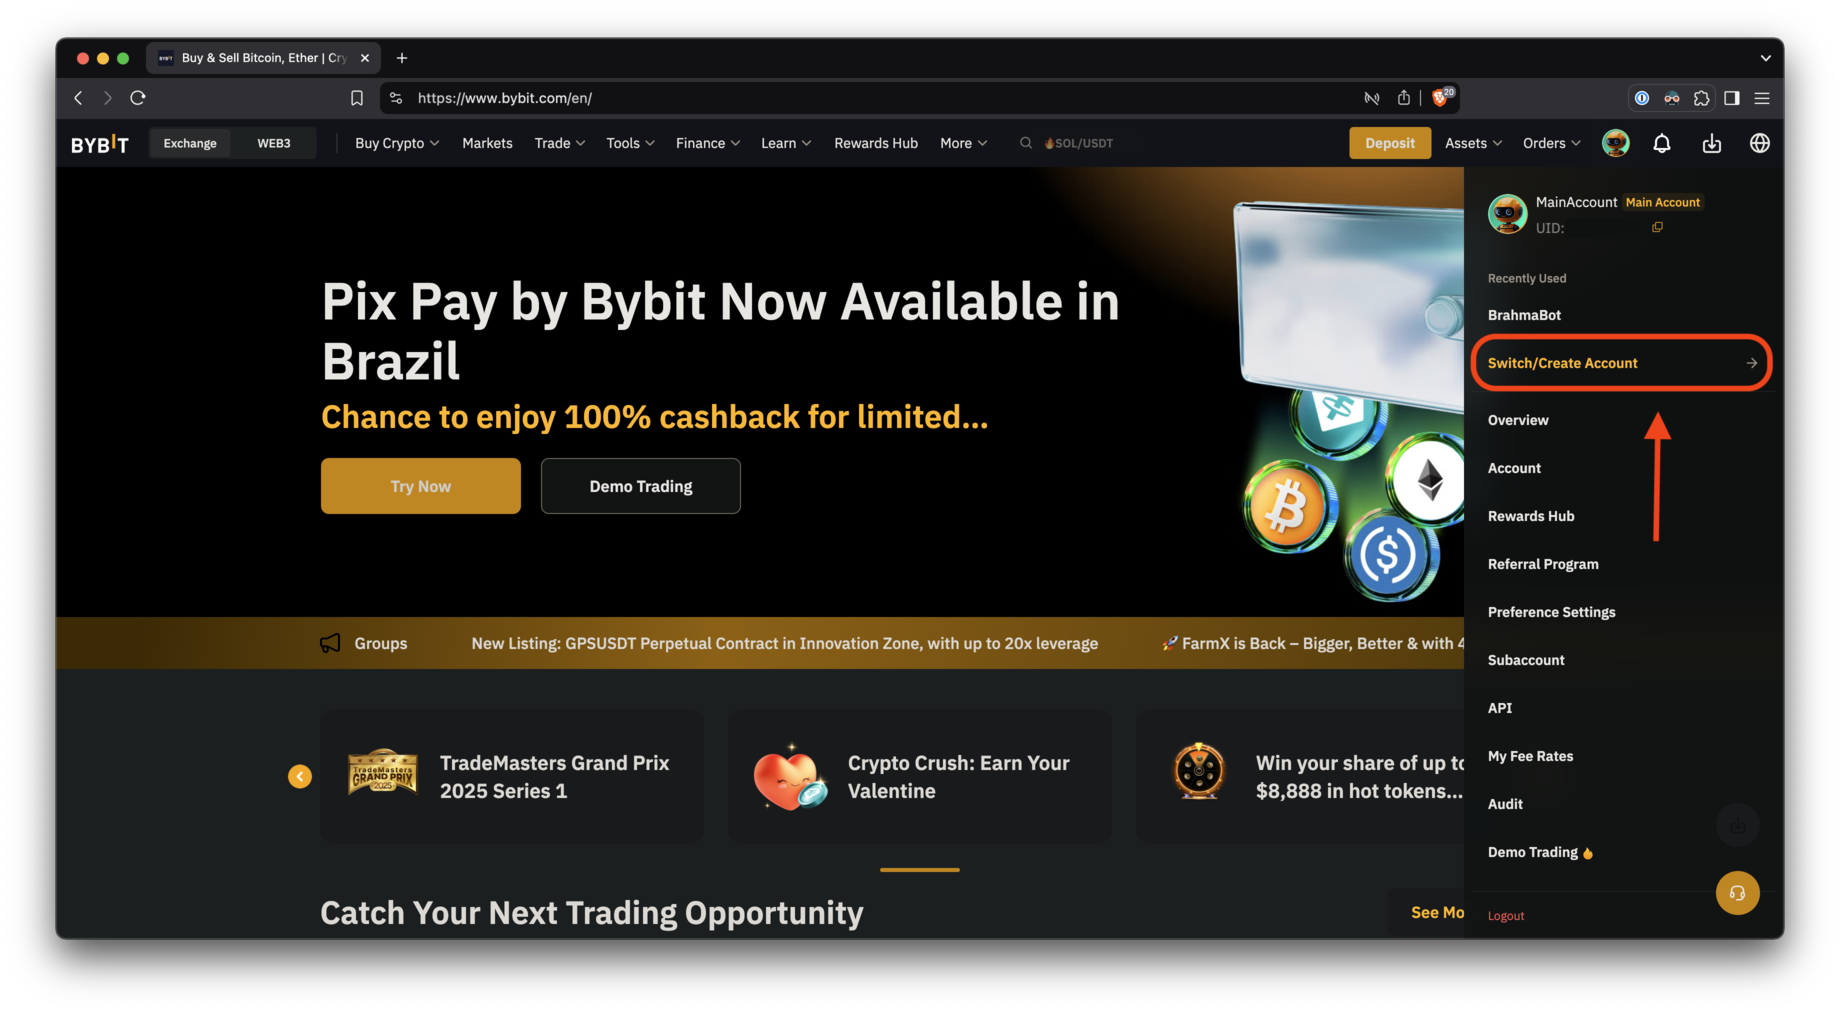 Buy & Sell Bitcoin, Ether | Cry
https://www.bybit.com/en/
20
BYBIT
Exchange
WEB3
Buy Crypto
Markets
Trade
Tools
Finance
Learn
Rewards Hub
More
SOL/USDT
Deposit
Assets
Orders
MainAccount Main Account
UID:
Recently Used
BrahmaBot
Switch/Create Account
Overview
Account
Rewards Hub
Referral Program
Preference Settings
Subaccount
API
My Fee Rates
Audit
Demo Trading
Logout
Pix Pay by Bybit Now Available in
Brazil
Chance to enjoy 100% cashback for limited...
Try Now
Demo Trading
Groups
New Listing: GPSUSDT Perpetual Contract in Innovation Zone, with up to 20x leverage
🚀 FarmX is Back – Bigger, Better & with 4
TradeMasters
GRAND PRIX
2025
TradeMasters Grand Prix
2025 Series 1
Crypto Crush: Earn Your
Valentine
Win your share of up to
$8,888 in hot tokens...
Catch Your Next Trading Opportunity
See Mo